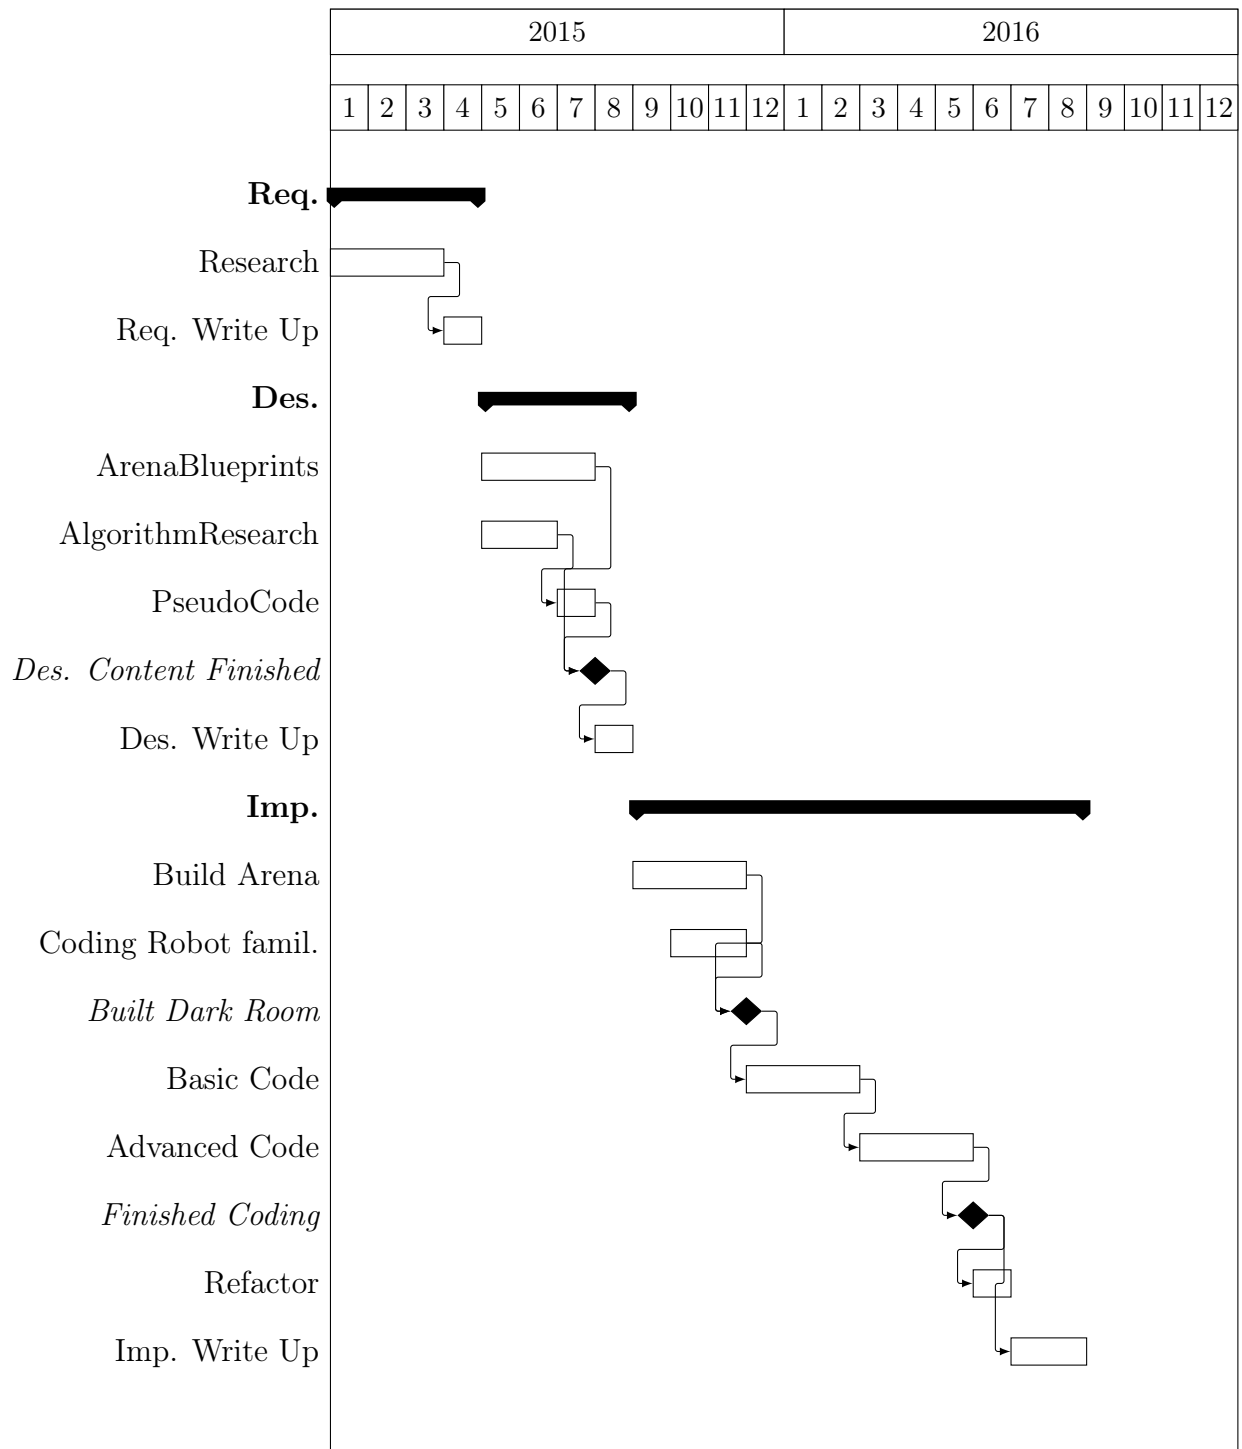 2015 2016
1 2 3 4 5 6 7 8 9 10 11 12 1 2 3 4 5 6 7 8 9 10 11 12
Req.
Research
Req. Write Up
Des.
ArenaBlueprints
AlgorithmResearch
PseudoCode
Des. Content Finished
Des. Write Up
Imp.
Build Arena
Coding Robot famil.
Built Dark Room
Basic Code
Advanced Code
Finished Coding
Refactor
Imp. Write Up